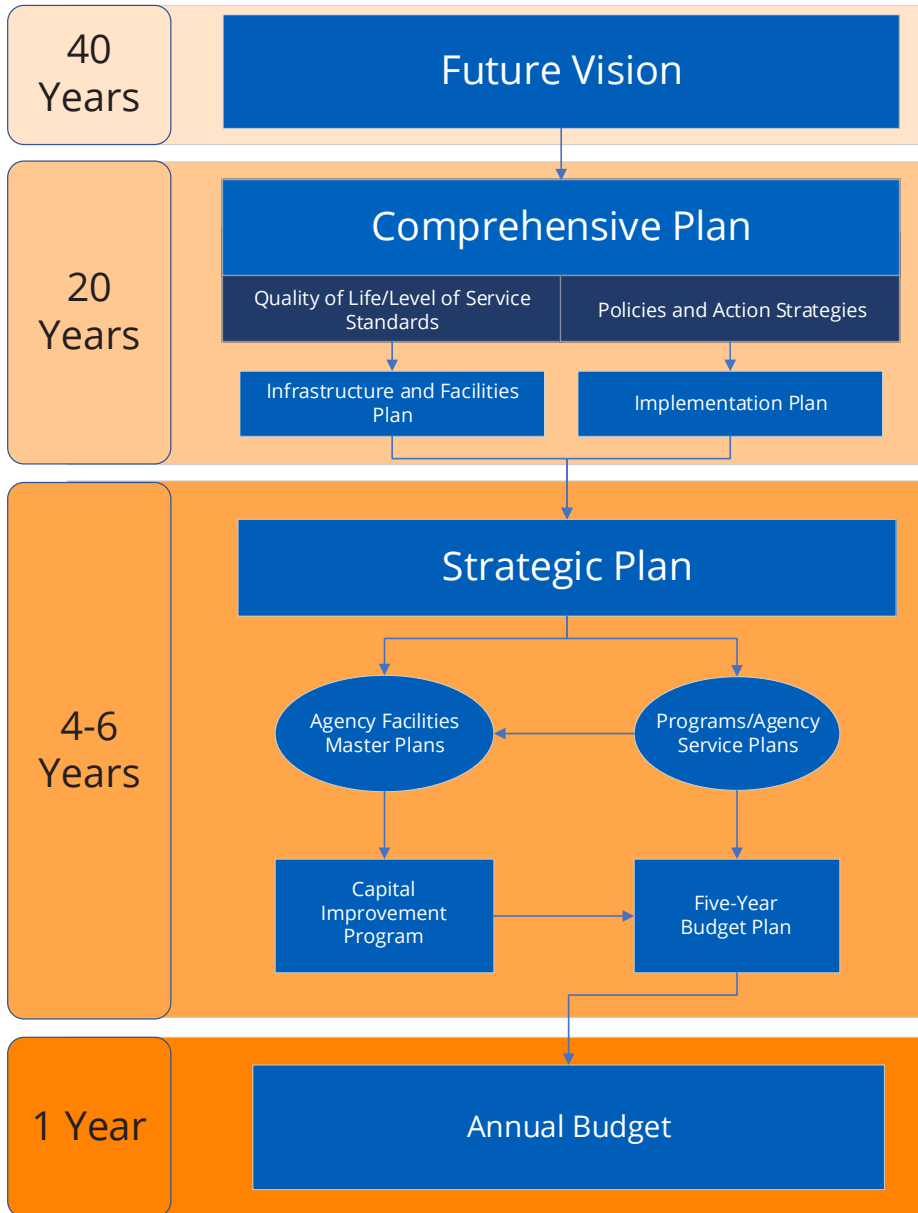 40
Years
Future Vision
20
Years
Comprehensive Plan
Quality of Life/Level of Service
Standards
Policies and Action Strategies
Infrastructure and Facilities
Plan
Implementation Plan
4-6
Years
Strategic Plan
Agency Facilities
Master Plans
Programs/Agency
Service Plans
Capital
Improvement
Program
Five-Year
Budget Plan
1 Year
Annual Budget